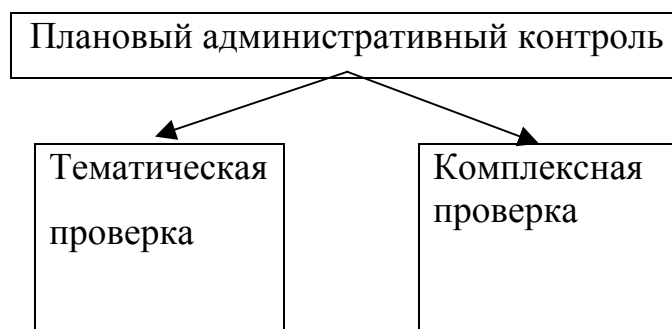 Плановый административный контроль
Тематическая
проверка
Комплексная
проверка